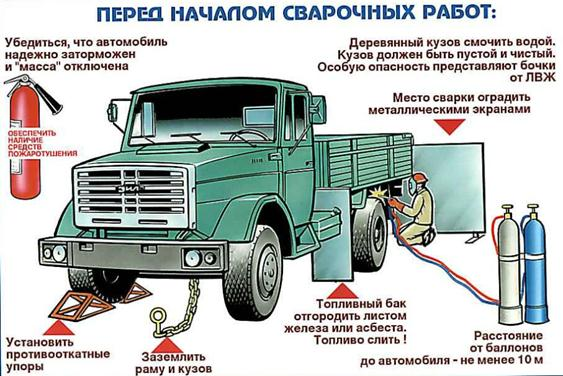 ПЕРЕД НАЧАЛОМ СВАРОЧНЫХ РАБОТ:
Убедиться, что автомобиль
надежно заторможен
и "масса" отключена
Деревянный кузов смочить водой.
Кузов должен быть пустой и чистый.
Особую опасность представляют бочки
от ЛВЖ
Место сварки оградить
металлическими экранами
ОБЕСПЕЧИТЬ
НАЛИЧИЕ
СРЕДСТВ
ПОЖАРОТУШЕНИЯ
ЗИЛ
Топливный бак
отгородить листом
железа или асбеста.
Топливо слить !
Установить
противооткатные
упоры
Заземлить
раму и кузов
Расстояние
от баллонов
до автомобиля - не менее 10 м